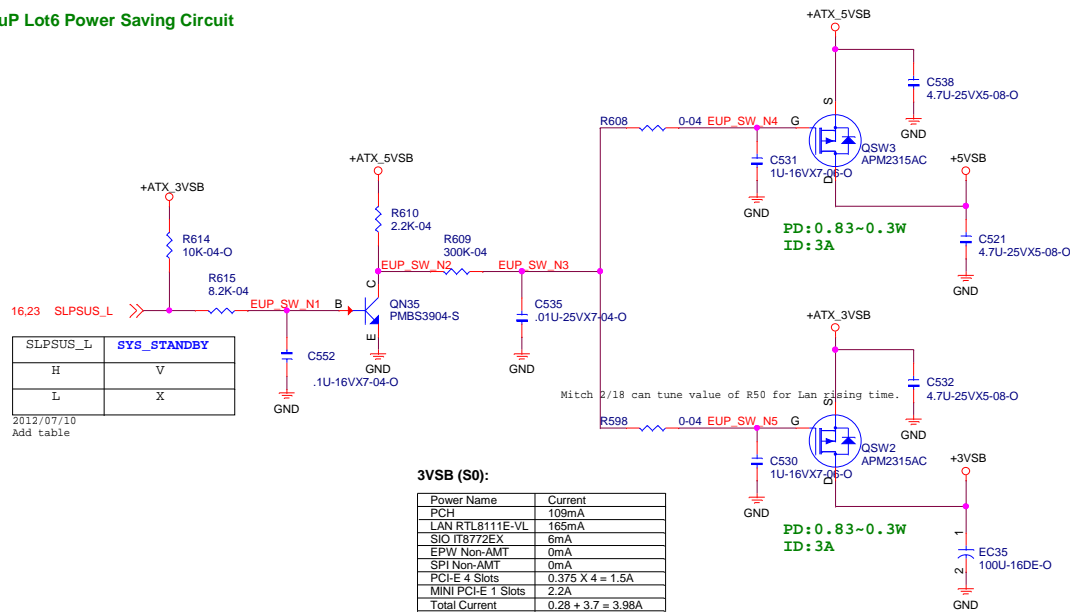 uP Lot6 Power Saving Circuit
+ATX_5VSB
C538
4.7U-25VX5-08-O
GND
S
R608
0-04
EUP_SW_N4
G
QSW3
APM2315AC
C531
1U-16VX7-06-O
GND
D
+5VSB
PD:0.83~0.3W
ID:3A
C521
4.7U-25VX5-08-O
GND
+ATX_3VSB
R614
10K-04-O
+ATX_5VSB
R610
2.2K-04
R609
300K-04
EUP_SW_N2
EUP_SW_N3
R615
8.2K-04
16,23 SLPSUS_L
EUP_SW_N1
B
C
QN35
PMBS3904-S
E
GND
C535
.01U-25VX7-04-O
GND
C552
.1U-16VX7-04-O
GND
SLPSUS_L SYS_STANDBY
H V
L X
2012/07/10
Add table
+ATX_3VSB
C532
4.7U-25VX5-08-O
GND
Mitch 2/18 can tune value of R50 for Lan rising time.
S
R598
0-04
EUP_SW_N5
G
QSW2
APM2315AC
C530
1U-16VX7-06-O
GND
D
+3VSB
PD:0.83~0.3W
ID:3A
1
EC35
100U-16DE-O
2
GND
3VSB (S0):
Power Name Current
PCH 109mA
LAN RTL8111E-VL 165mA
SIO IT8772EX 6mA
EPW Non-AMT 0mA
SPI Non-AMT 0mA
PCI-E 4 Slots 0.375 X 4 = 1.5A
MINI PCI-E 1 Slots 2.2A
Total Current 0.28 + 3.7 = 3.98A